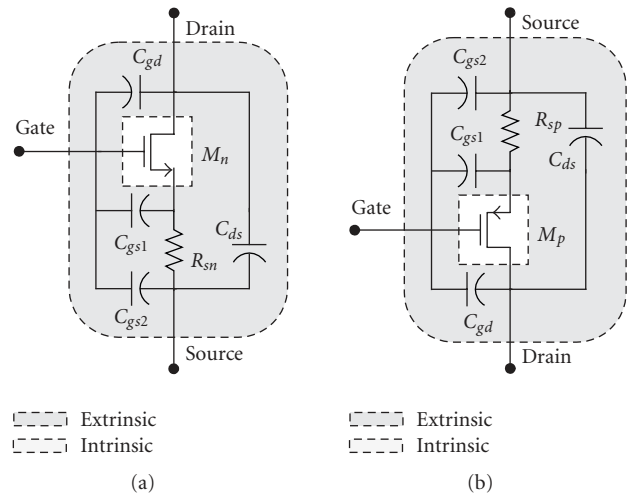 Drain
C_gd
Gate
M_n
C_gs1
C_ds
R_sn
C_gs2
Source
Extrinsic
Intrinsic
(a)
Source
C_gs2
R_sp
C_gs1
C_ds
Gate
M_p
C_gd
Drain
Extrinsic
Intrinsic
(b)